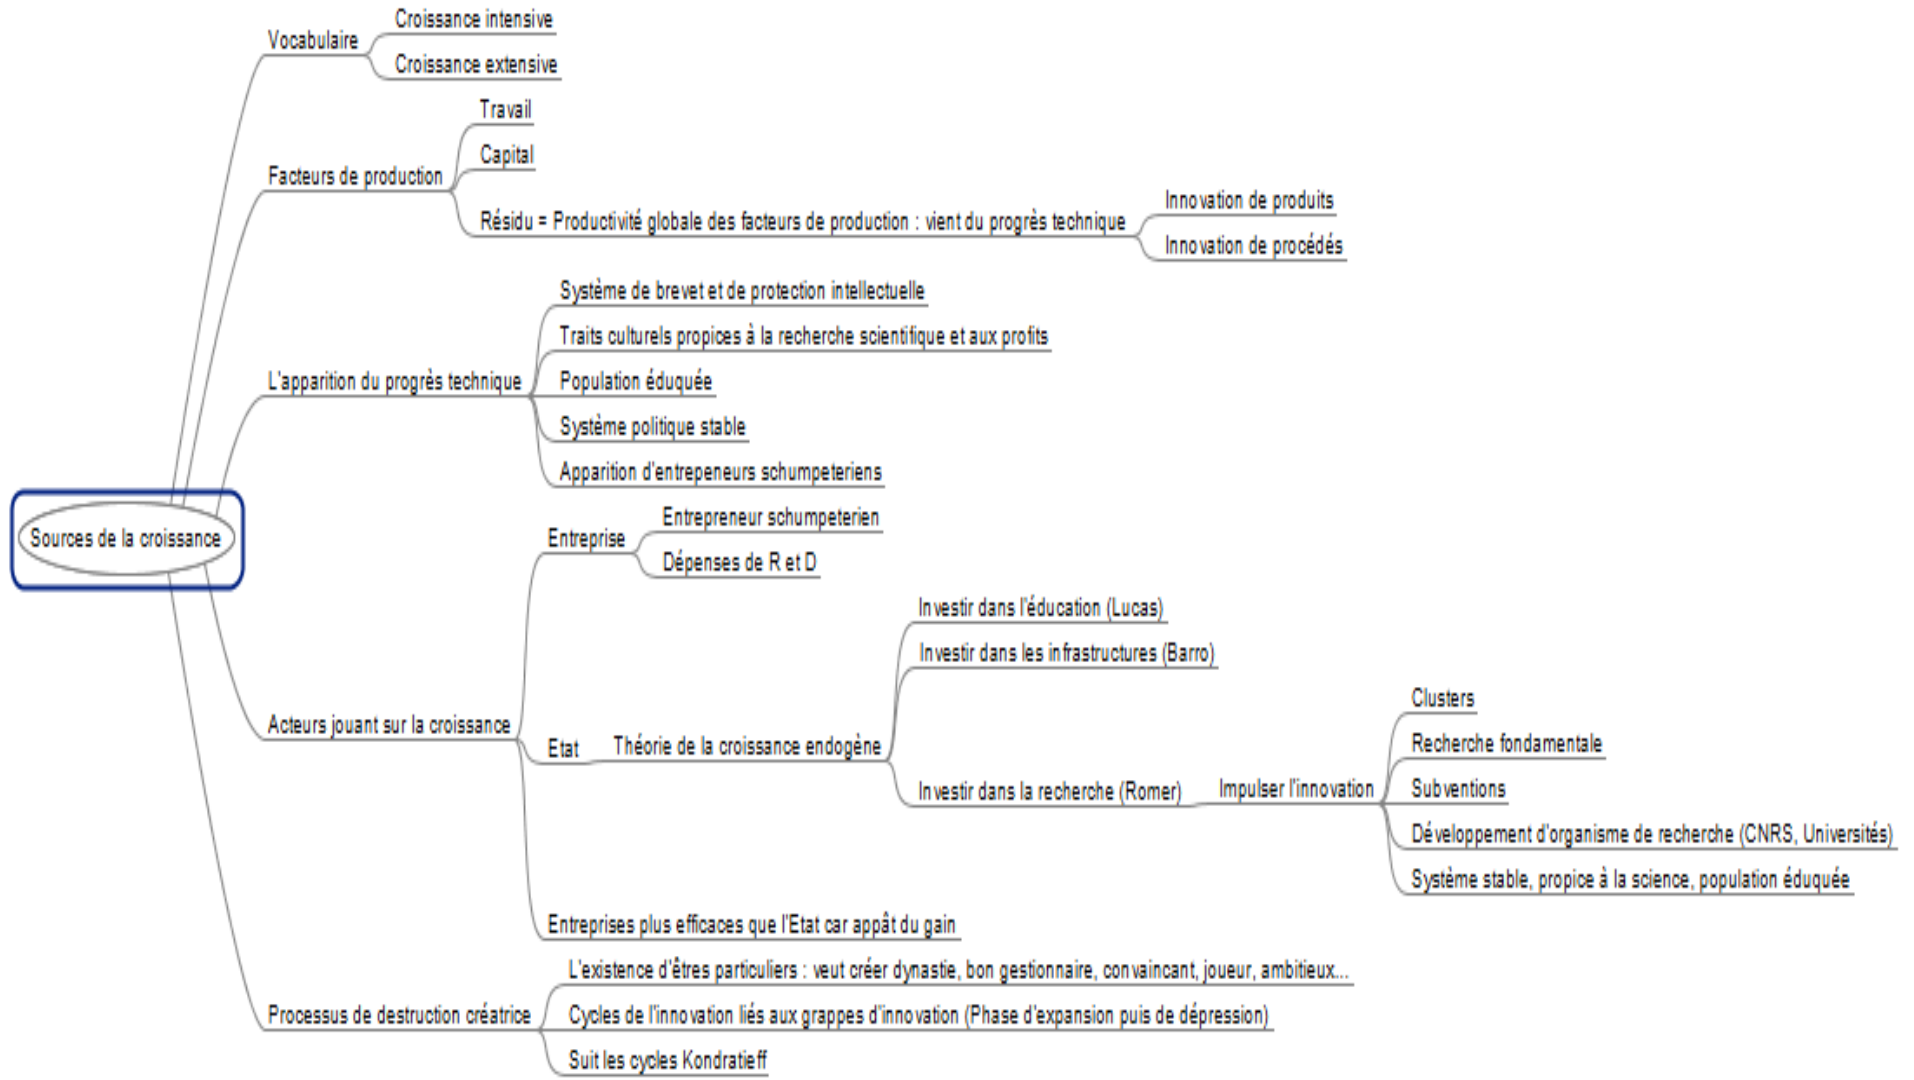 Croissance intensive
Vocabulaire
Croissance extensive
Travail
Capital
Facteurs de production
Innovation de produits
Résidu = Productivité globale des facteurs de production : vient du progrès technique
Innovation de procédés
Système de brevet et de protection intellectuelle
Traits culturels propices à la recherche scientifique et aux profits
L'apparition du progrès technique
Population éduquée
Système politique stable
Apparition d'entrepeneurs schumpeteriens
Sources de la croissance
Entrepreneur schumpeterien
Entreprise
Dépenses de R et D
Investir dans l'éducation (Lucas)
Investir dans les infrastructures (Barro)
Clusters
Acteurs jouant sur la croissance
Etat
Théorie de la croissance endogène
Recherche fondamentale
Investir dans la recherche (Romer)
Impulser l'innovation
Subventions
Développement d'organisme de recherche (CNRS, Universités)
Système stable, propice à la science, population éduquée
Entreprises plus efficaces que l'Etat car appât du gain
L'existence d'êtres particuliers : veut créer dynastie, bon gestionnaire, convaincant, joueur, ambitieux...
Processus de destruction créatrice
Cycles de l'innovation liés aux grappes d'innovation (Phase d'expansion puis de dépression)
Suit les cycles Kondratieff